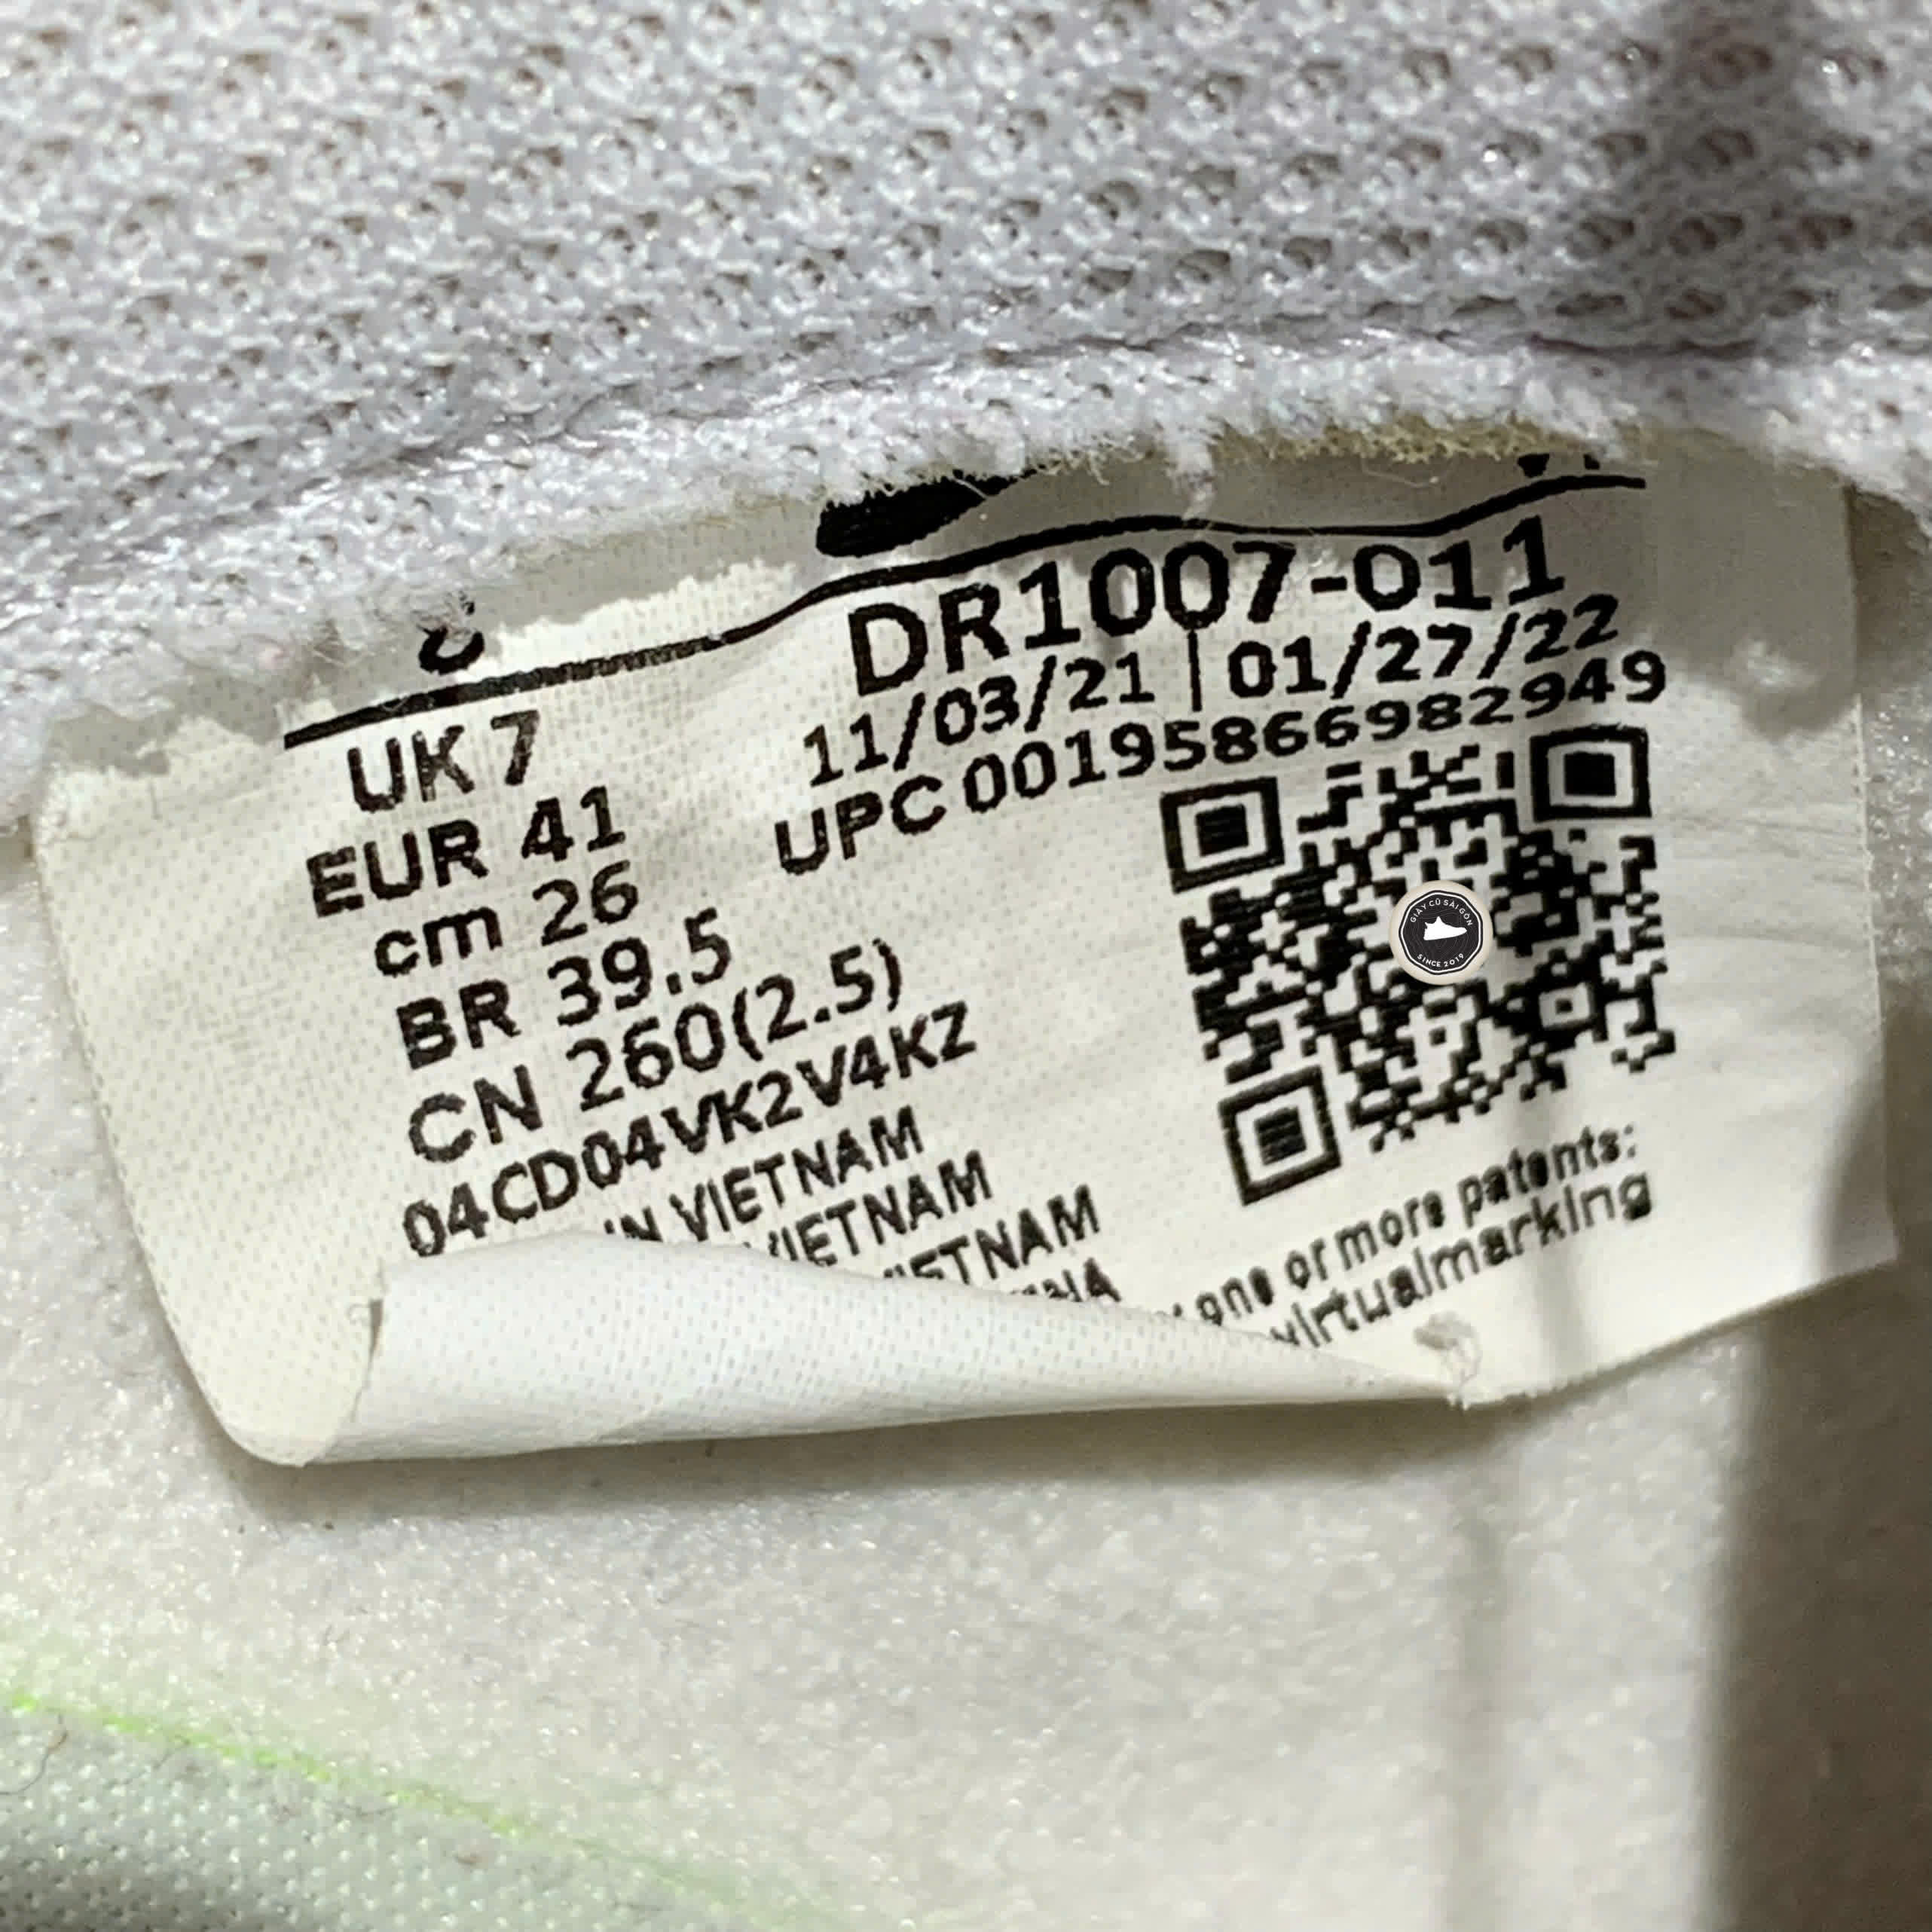 DR1007-011
11/03/21 | 01/27/22
UPC 00195866982949
UK 7
EUR 41
cm 26
BR 39.5
CN 260(2.5)
04CD04VK2V4KZ
IN VIETNAM
VIETNAM
GIÀY CŨ SÀI GÒN
SINCE 2019
one or more patents:
virtualmarking